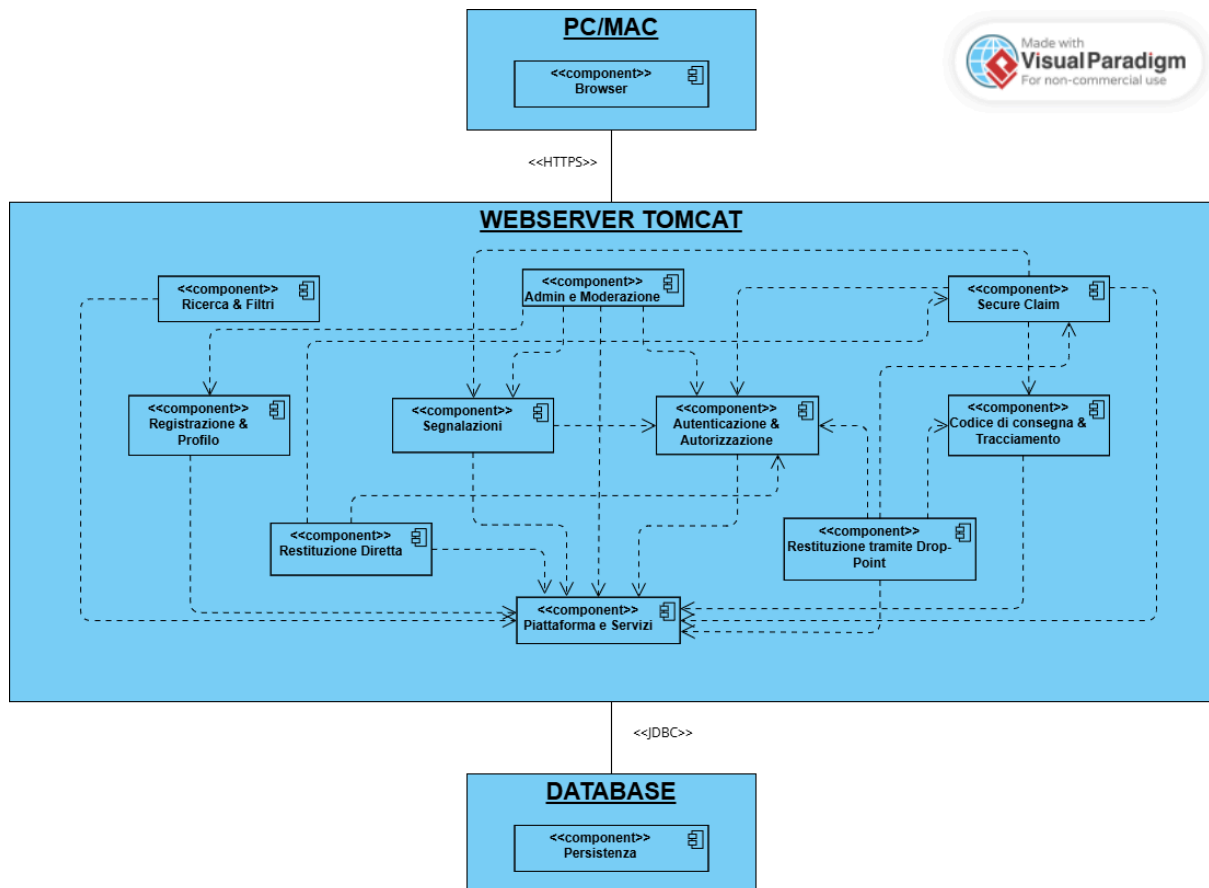 PC/MAC
<<component>>
Browser
Made with
Visual Paradigm
For non-commercial use
<<HTTPS>>
WEBSERVER TOMCAT
<<component>>
Ricerca & Filtri
<<component>>
Admin e Moderazione
<<component>>
Secure Claim
<<component>>
Registrazione &
Profilo
<<component>>
Segnalazioni
<<component>>
Autenticazione &
Autorizzazione
<<component>>
Codice di consegna &
Tracciamento
<<component>>
Restituzione Diretta
<<component>>
Restituzione tramite Drop-
Point
<<component>>
Piattaforma e Servizi
<<JDBC>>
DATABASE
<<component>>
Persistenza